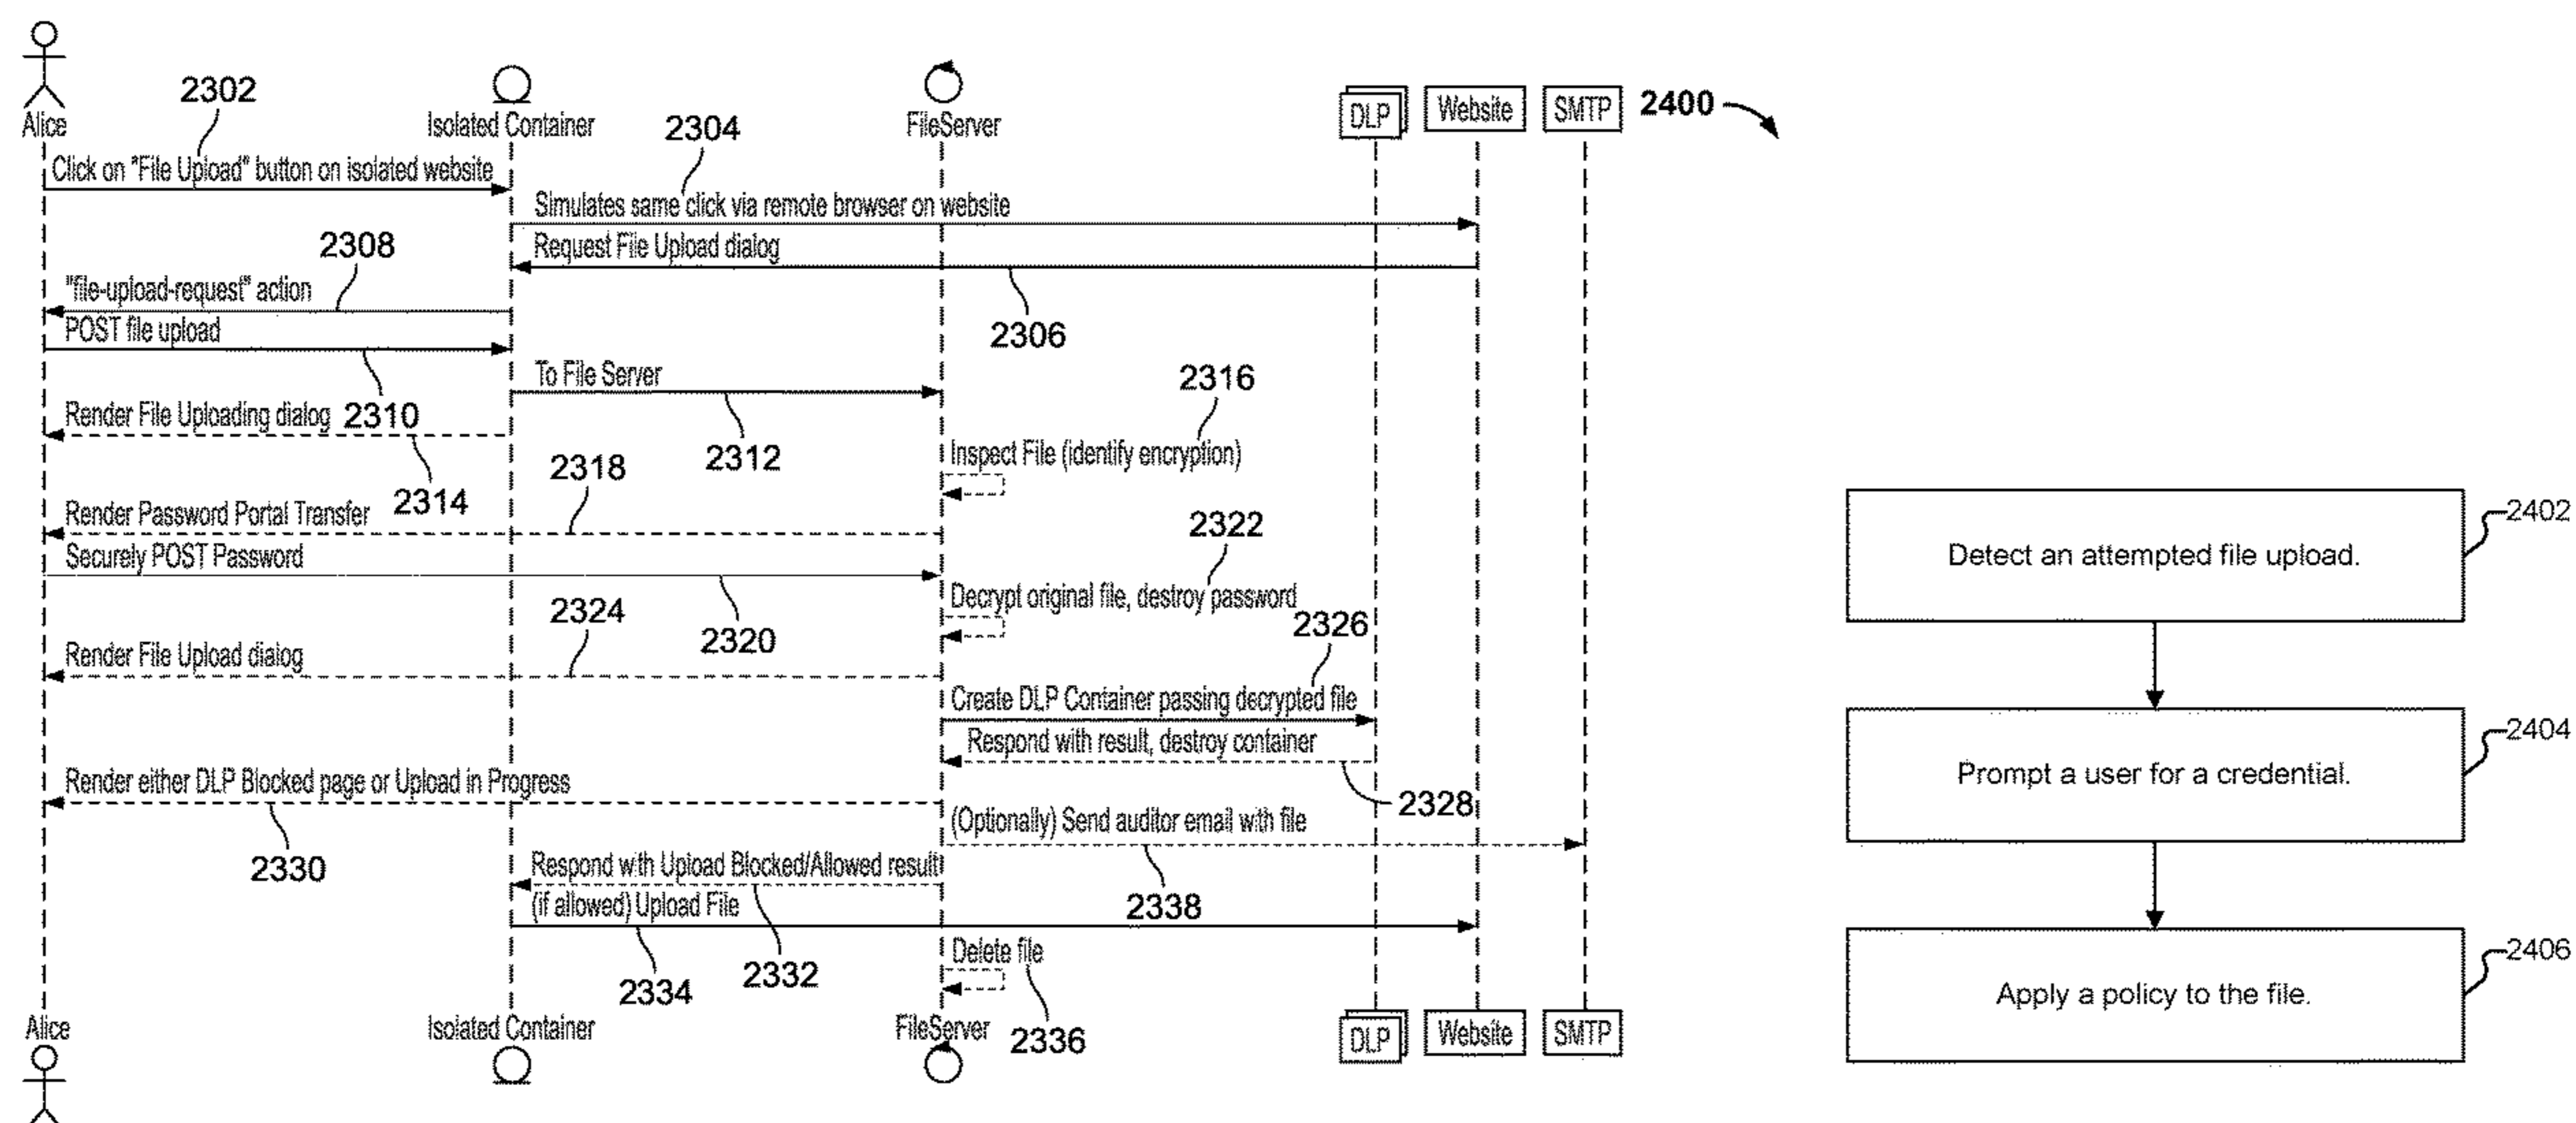 2302
Alice
Isolated Container
2304
FileServer
DLP
Website
SMTP
2400
Click on "File Upload" button on isolated website
Simulates same click via remote browser on website
2308
Request File Upload dialog
"file-upload-request" action
2306
POST file upload
To File Server
2316
Render File Uploading dialog
2310
2312
Inspect File (identify encryption)
2318
2314
Render Password Portal Transfer
2322
Securely POST Password
2324
Decrypt original file, destroy password
2320
2326
Render File Upload dialog
Create DLP Container passing decrypted file
Respond with result, destroy container
Render either DLP Blocked page or Upload in Progress
2328
(Optionally) Send auditor email with file
2330
Respond with Upload Blocked/Allowed result
(if allowed) Upload File
2338
Delete file
2332
2334
Alice
Isolated Container
FileServer
2336
DLP
Website
SMTP
2402
Detect an attempted file upload.
2404
Prompt a user for a credential.
2406
Apply a policy to the file.